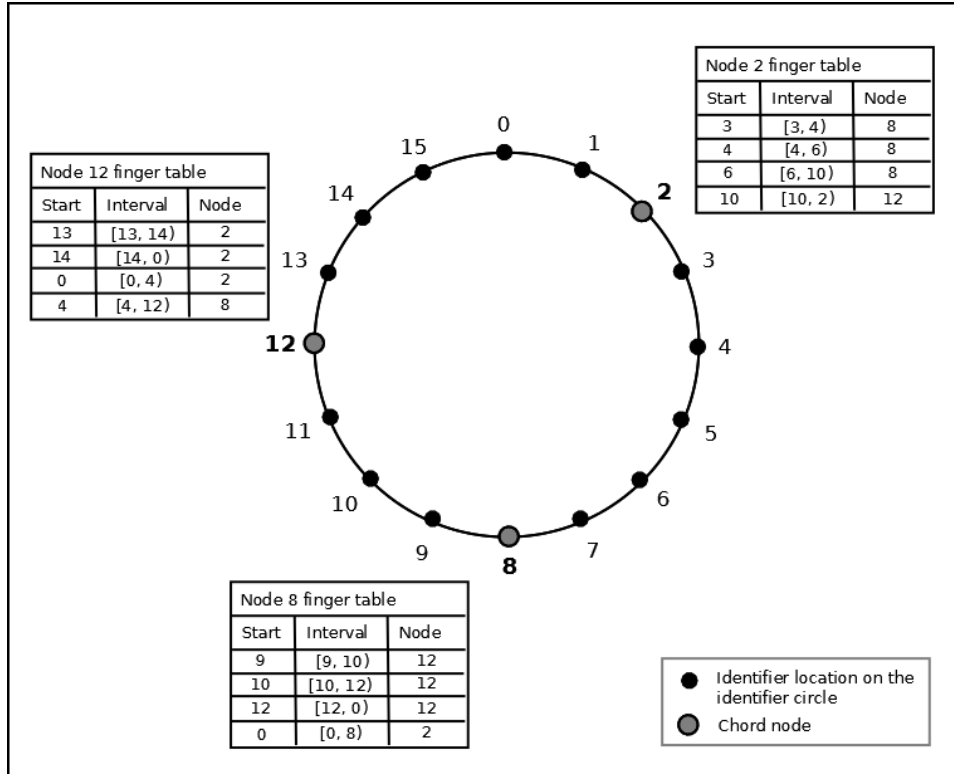 Node 2 finger table
Start Interval Node
3 [3, 4) 8
4 [4, 6) 8
6 [6, 10) 8
10 [10, 2) 12
Node 12 finger table
Start Interval Node
13 [13, 14) 2
14 [14, 0) 2
0 [0, 4) 2
4 [4, 12) 8
0
1
2
3
4
5
6
7
8
9
10
11
12
13
14
15
Node 8 finger table
Start Interval Node
9 [9, 10) 12
10 [10, 12) 12
12 [12, 0) 12
0 [0, 8) 2
Identifier location on the
identifier circle
Chord node